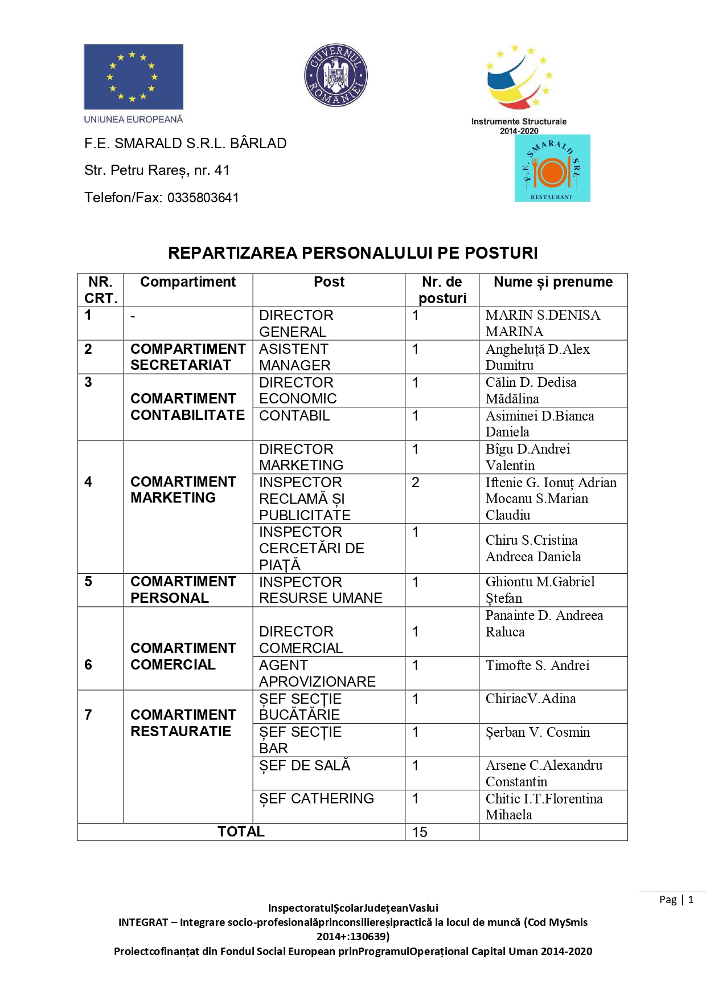 UNIUNEA EUROPEANĂ
GUVERNUL ROMÂNIEI
Instrumente Structurale
2014-2020
F.E. SMARALD S.R.L. BÂRLAD
Str. Petru Rareș, nr. 41
Telefon/Fax: 0335803641
F.E. SMARALD SRL
RESTAURANT
REPARTIZAREA PERSONALULUI PE POSTURI
NR. CRT. Compartiment Post Nr. de posturi Nume și prenume
1 - DIRECTOR GENERAL 1 MARIN S.DENISA MARINA
2 COMPARTIMENT SECRETARIAT ASISTENT MANAGER 1 Angheluță D.Alex Dumitru
3 COMARTIMENT CONTABILITATE DIRECTOR ECONOMIC 1 Călin D. Dedisa Mădălina
CONTABIL 1 Asiminei D.Bianca Daniela
4 COMARTIMENT MARKETING DIRECTOR MARKETING 1 Bîgu D.Andrei Valentin
INSPECTOR RECLAMĂ ȘI PUBLICITATE 2 Iftenie G. Ionuț Adrian Mocanu S.Marian Claudiu
INSPECTOR CERCETĂRI DE PIAȚĂ 1 Chiru S.Cristina Andreea Daniela
5 COMARTIMENT PERSONAL INSPECTOR RESURSE UMANE 1 Ghiontu M.Gabriel Ștefan
6 COMARTIMENT COMERCIAL DIRECTOR COMERCIAL 1 Panainte D. Andreea Raluca
AGENT APROVIZIONARE 1 Timofte S. Andrei
7 COMARTIMENT RESTAURATIE ȘEF SECȚIE BUCĂTĂRIE 1 ChiriacV.Adina
ȘEF SECȚIE BAR 1 Șerban V. Cosmin
ȘEF DE SALĂ 1 Arsene C.Alexandru Constantin
ȘEF CATHERING 1 Chitic I.T.Florentina Mihaela
TOTAL 15
Pag | 1
InspectoratulȘcolarJudețeanVaslui
INTEGRAT – Integrare socio-profesionalăprinconsiliereșipractică la locul de muncă (Cod MySmis
2014+:130639)
Proiectcofinanțat din Fondul Social European prinProgramulOperațional Capital Uman 2014-2020